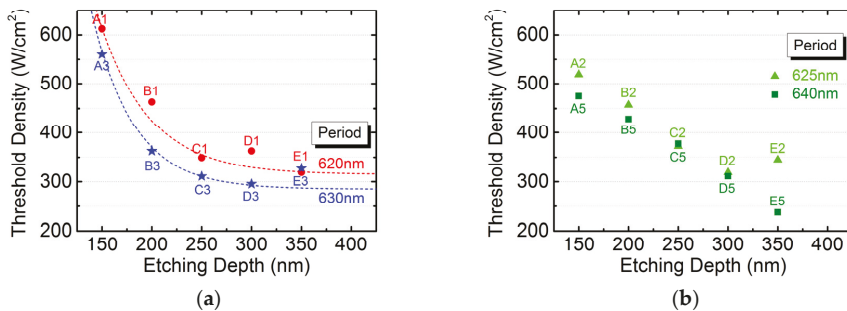 Threshold Density (W/cm²)
600
500
400
300
200
A1
A3
B1
B3
C1
C3
D1
D3
E1
E3
Period
620nm
630nm
150 200 250 300 350 400
Etching Depth (nm)
(a)
Threshold Density (W/cm²)
600
500
400
300
200
Period
625nm
640nm
A2
A5
B2
B5
C2
C5
D2
D5
E2
E5
150 200 250 300 350 400
Etching Depth (nm)
(b)